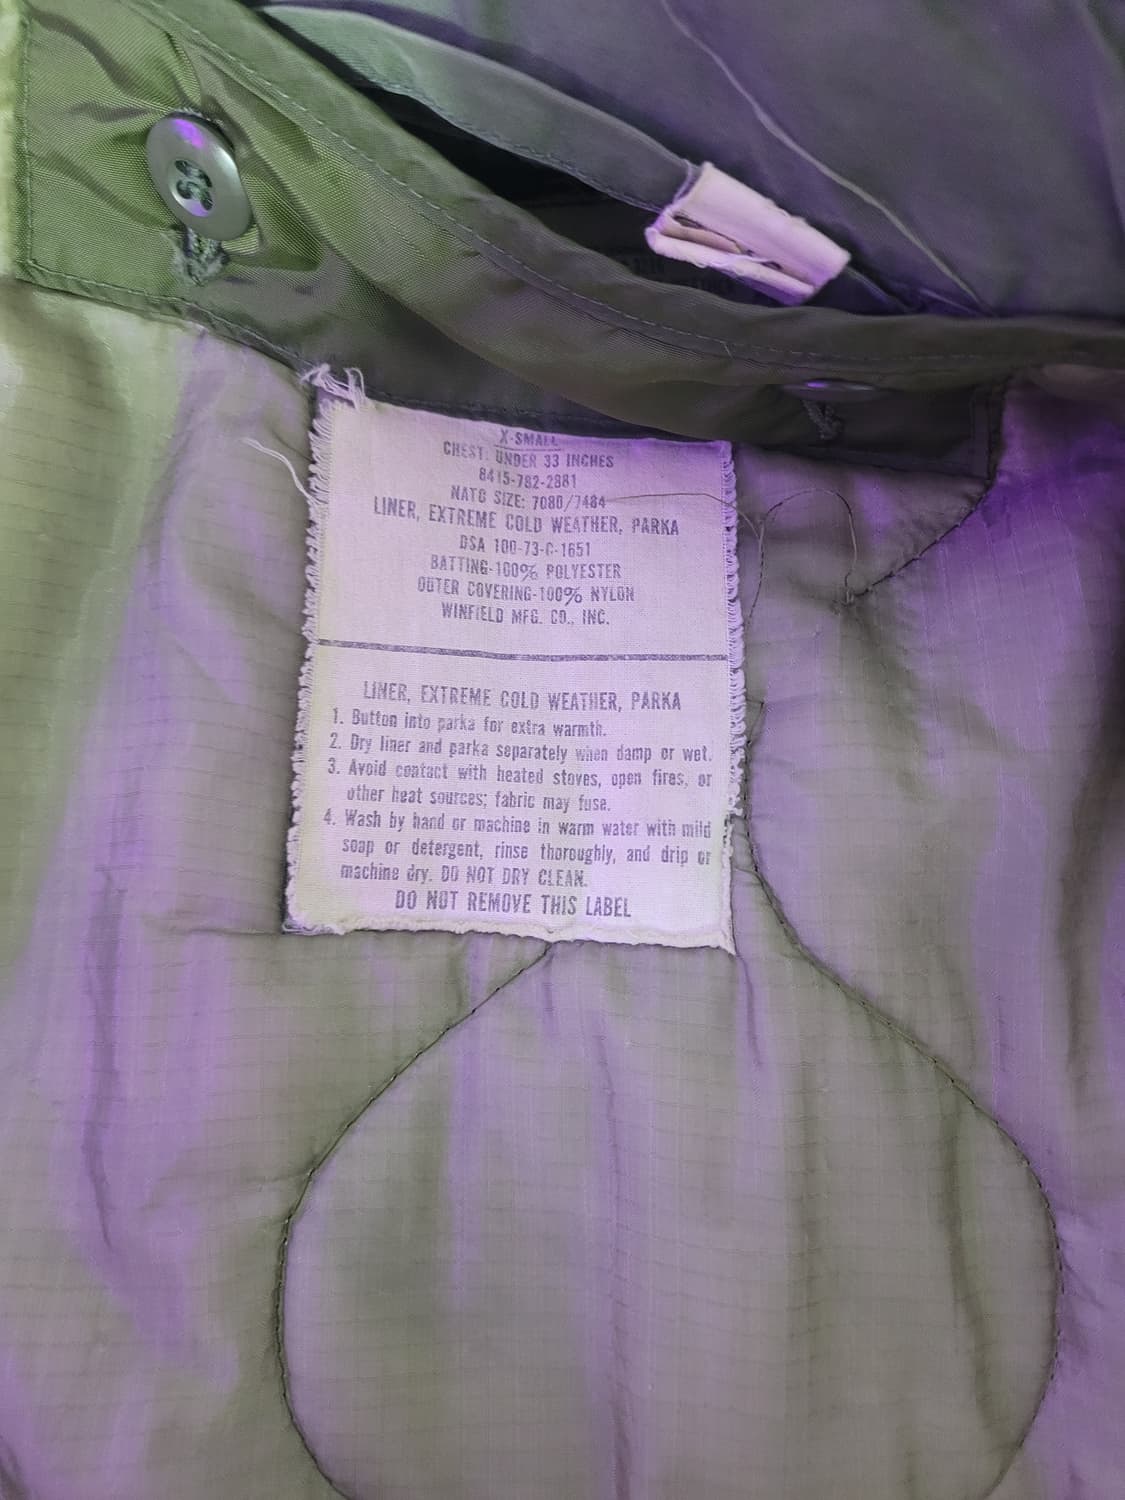 X-SMALL
CHEST: UNDER 33 INCHES
8415-782-2881
NATO SIZE: 7080/7484
LINER, EXTREME COLD WEATHER, PARKA
DSA 100-73-C-1651
BATTING-100% POLYESTER
OUTER COVERING-100% NYLON
WINFIELD MFG. CO., INC.
LINER, EXTREME COLD WEATHER, PARKA
1. Button into parka for extra warmth.
2. Dry liner and parka separately when damp or wet.
3. Avoid contact with heated stoves, open fires, or
other heat sources; fabric may fuse.
4. Wash by hand or machine in warm water with mild
soap or detergent, rinse thoroughly, and drip or
machine dry. DO NOT DRY CLEAN.
DO NOT REMOVE THIS LABEL